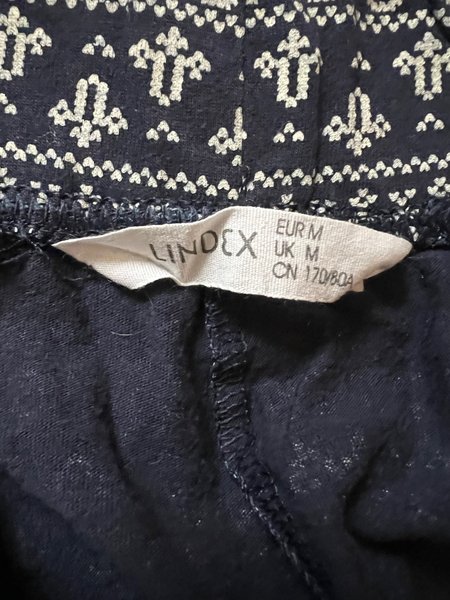 LINDEX
EUR M
UK M
CN 170/80A